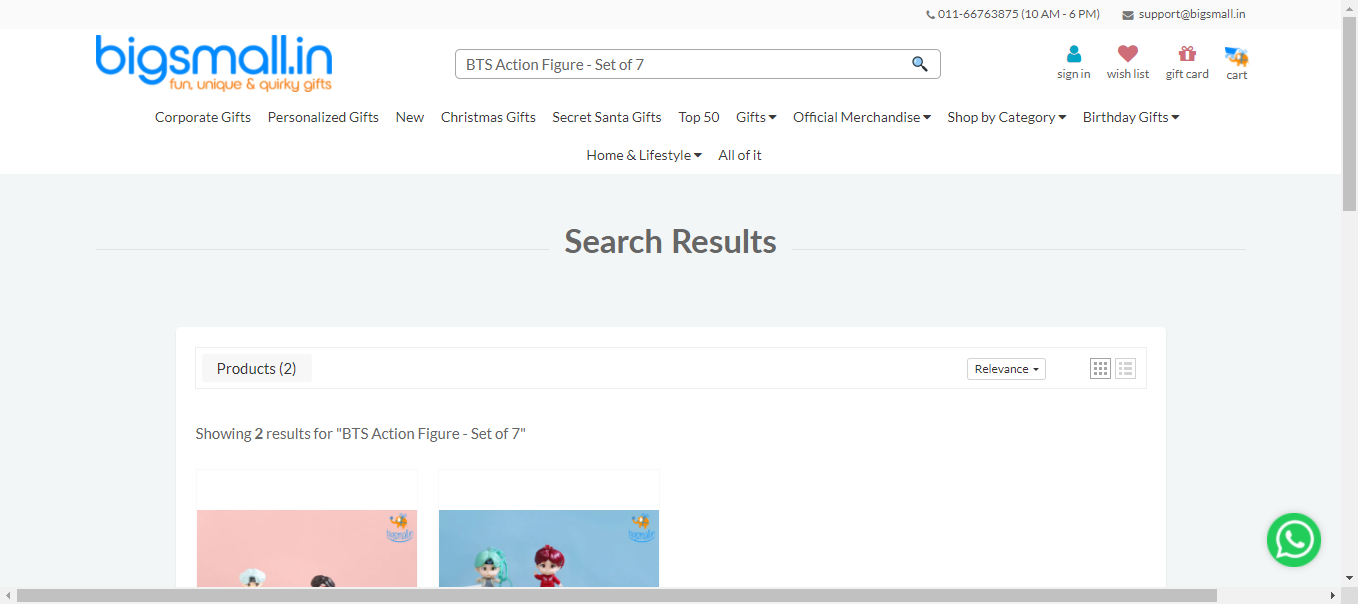 011-66763875 (10 AM - 6 PM) support@bigsmall.in
bigsmall.in
fun, unique & quirky gifts
BTS Action Figure - Set of 7
sign in wish list gift card cart
Corporate Gifts Personalized Gifts New Christmas Gifts Secret Santa Gifts Top 50 Gifts Official Merchandise Shop by Category Birthday Gifts
Home & Lifestyle All of it
Search Results
Products (2) Relevance
Showing 2 results for "BTS Action Figure - Set of 7"
bigsmall.in bigsmall.in